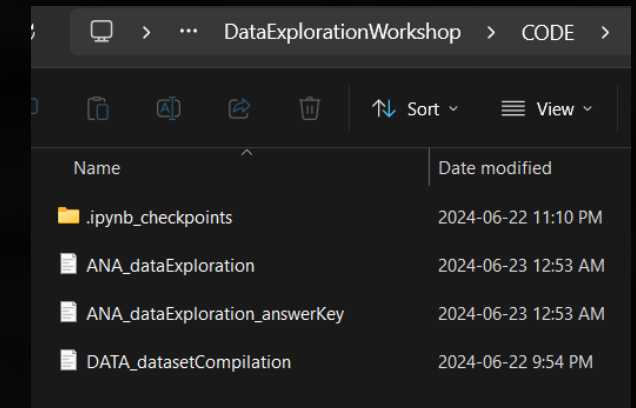 DataExplorationWorkshop > CODE >
Sort View
Name Date modified
.ipynb_checkpoints 2024-06-22 11:10 PM
ANA_dataExploration 2024-06-23 12:53 AM
ANA_dataExploration_answerKey 2024-06-23 12:53 AM
DATA_datasetCompilation 2024-06-22 9:54 PM